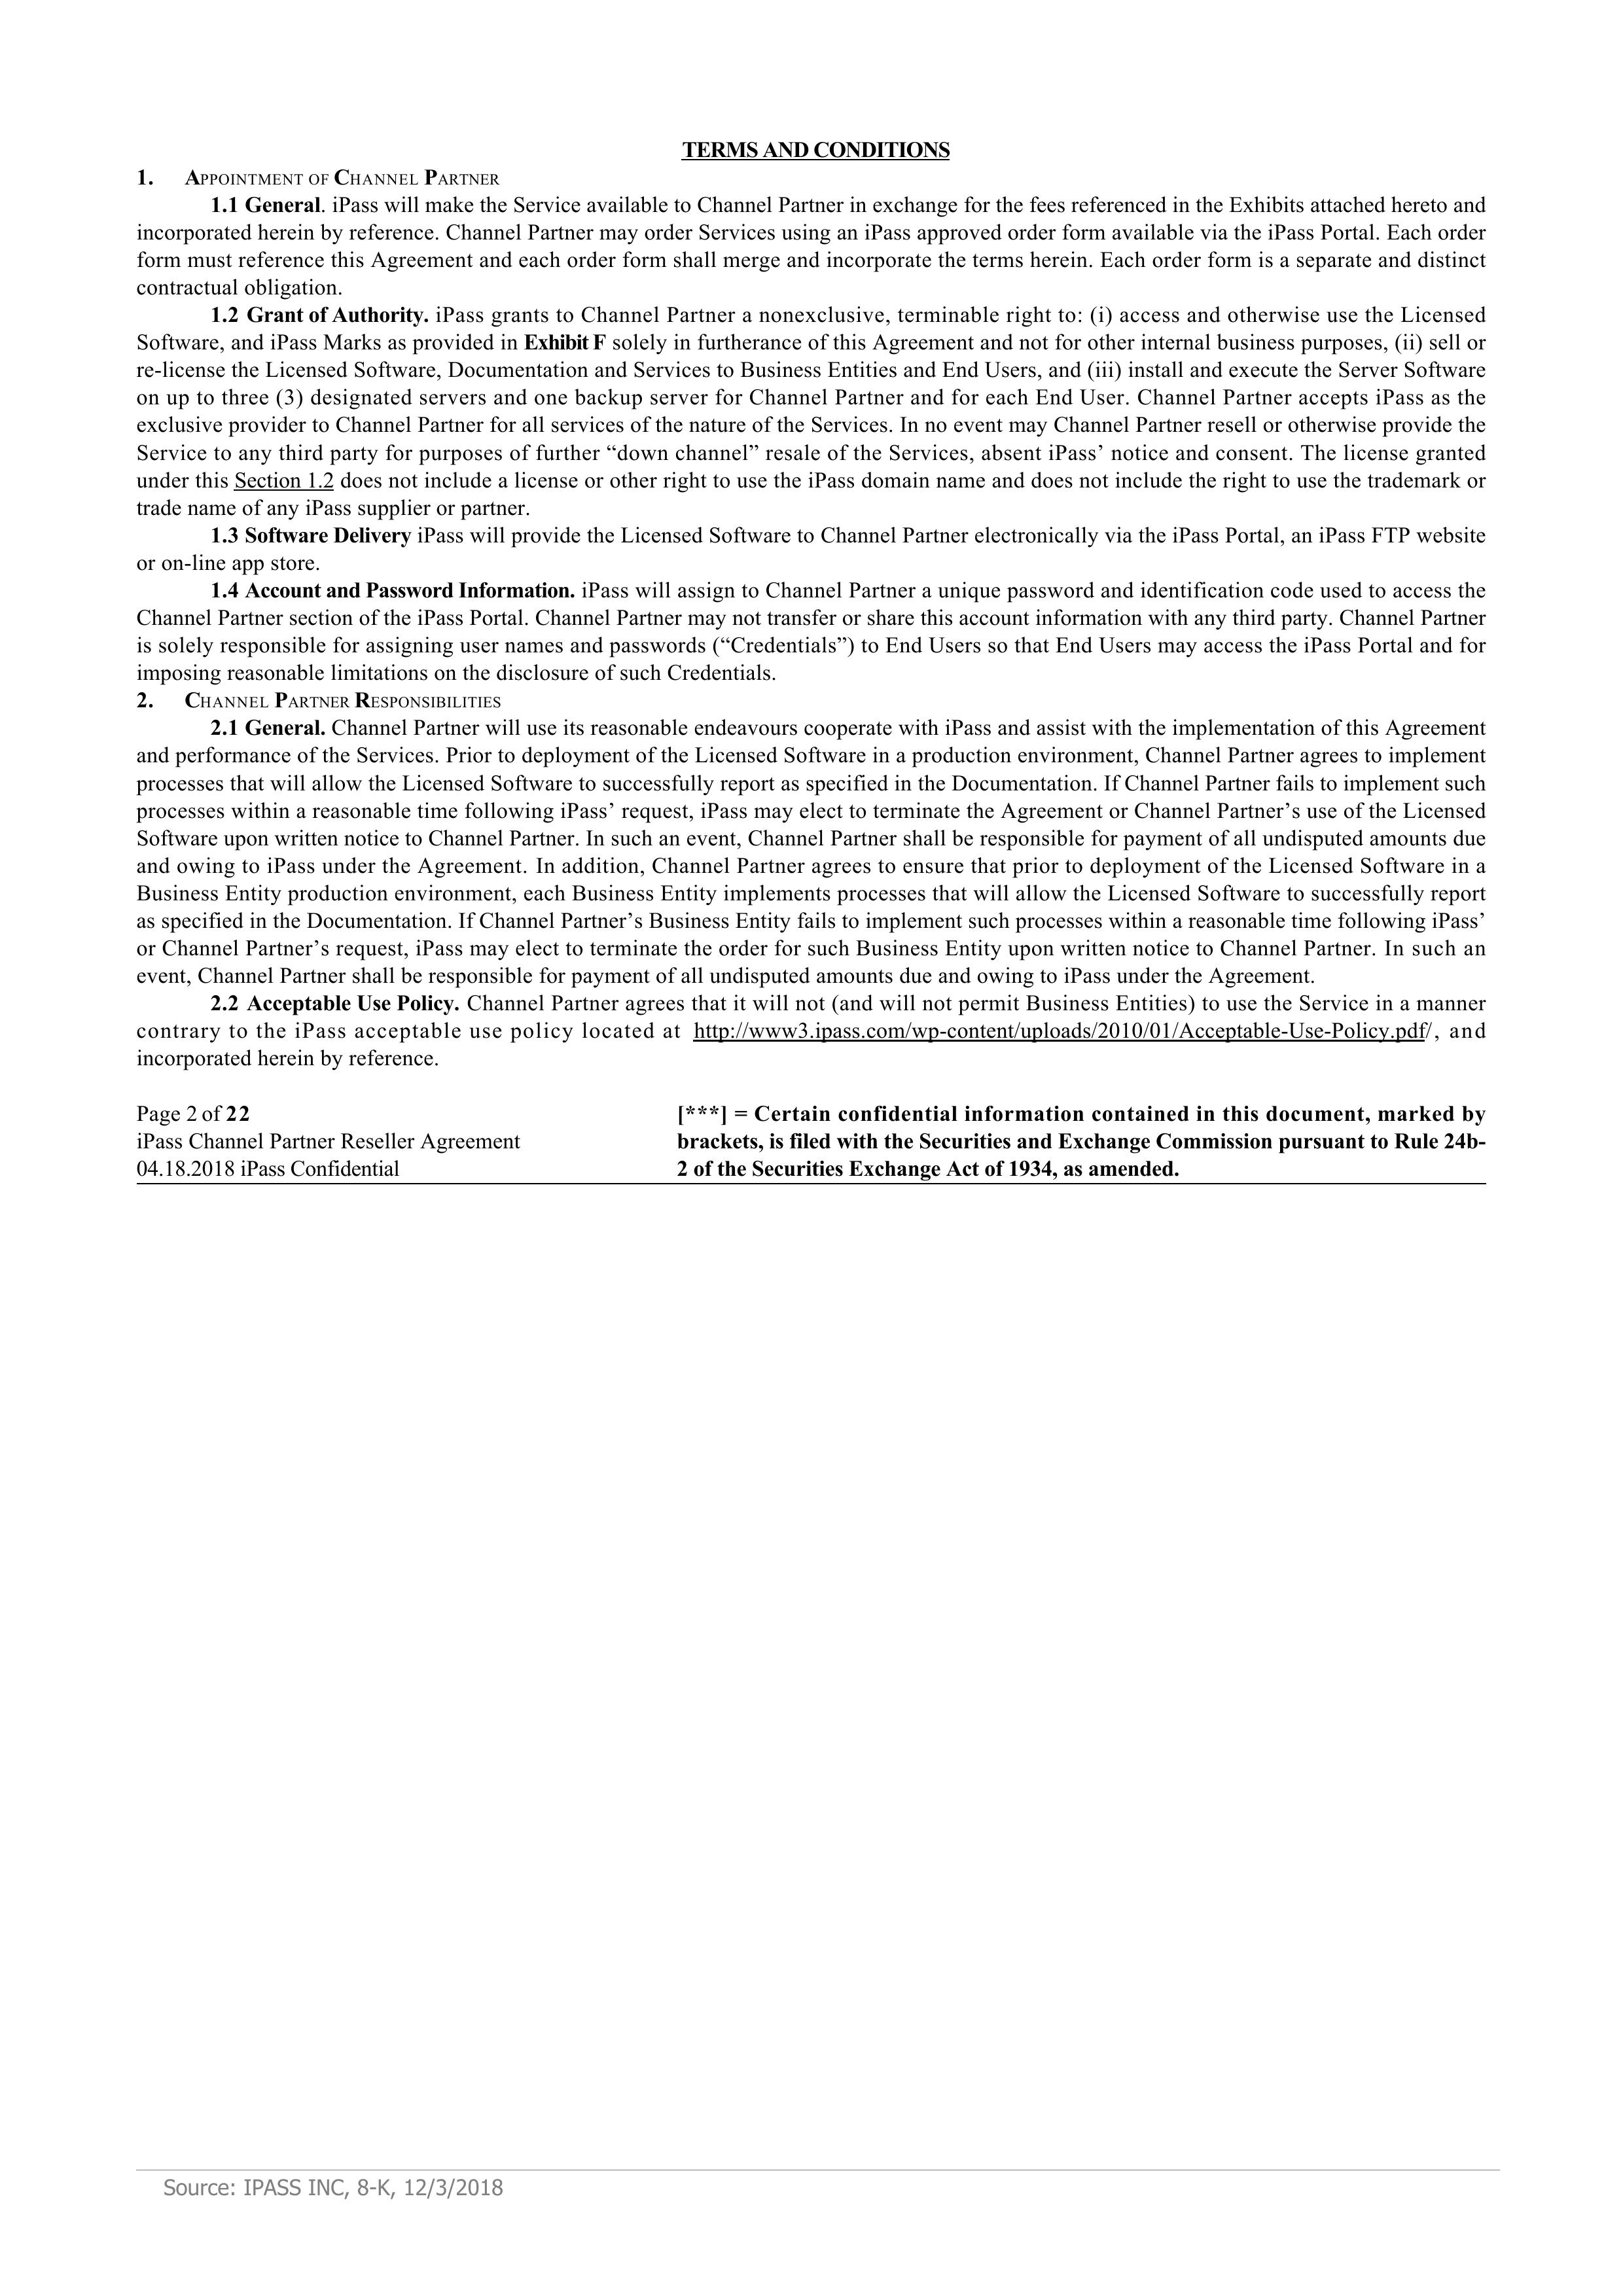 TERMS AND CONDITIONS
1. APPOINTMENT OF CHANNEL PARTNER
1.1 General. iPass will make the Service available to Channel Partner in exchange for the fees referenced in the Exhibits attached hereto and
incorporated herein by reference. Channel Partner may order Services using an iPass approved order form available via the iPass Portal. Each order
form must reference this Agreement and each order form shall merge and incorporate the terms herein. Each order form is a separate and distinct
contractual obligation.
1.2 Grant of Authority. iPass grants to Channel Partner a nonexclusive, terminable right to: (i) access and otherwise use the Licensed
Software, and iPass Marks as provided in Exhibit F solely in furtherance of this Agreement and not for other internal business purposes, (ii) sell or
re-license the Licensed Software, Documentation and Services to Business Entities and End Users, and (iii) install and execute the Server Software
on up to three (3) designated servers and one backup server for Channel Partner and for each End User. Channel Partner accepts iPass as the
exclusive provider to Channel Partner for all services of the nature of the Services. In no event may Channel Partner resell or otherwise provide the
Service to any third party for purposes of further “down channel” resale of the Services, absent iPass’ notice and consent. The license granted
under this Section 1.2 does not include a license or other right to use the iPass domain name and does not include the right to use the trademark or
trade name of any iPass supplier or partner.
1.3 Software Delivery iPass will provide the Licensed Software to Channel Partner electronically via the iPass Portal, an iPass FTP website
or on-line app store.
1.4 Account and Password Information. iPass will assign to Channel Partner a unique password and identification code used to access the
Channel Partner section of the iPass Portal. Channel Partner may not transfer or share this account information with any third party. Channel Partner
is solely responsible for assigning user names and passwords (“Credentials”) to End Users so that End Users may access the iPass Portal and for
imposing reasonable limitations on the disclosure of such Credentials.
2. CHANNEL PARTNER RESPONSIBILITIES
2.1 General. Channel Partner will use its reasonable endeavours cooperate with iPass and assist with the implementation of this Agreement
and performance of the Services. Prior to deployment of the Licensed Software in a production environment, Channel Partner agrees to implement
processes that will allow the Licensed Software to successfully report as specified in the Documentation. If Channel Partner fails to implement such
processes within a reasonable time following iPass’ request, iPass may elect to terminate the Agreement or Channel Partner’s use of the Licensed
Software upon written notice to Channel Partner. In such an event, Channel Partner shall be responsible for payment of all undisputed amounts due
and owing to iPass under the Agreement. In addition, Channel Partner agrees to ensure that prior to deployment of the Licensed Software in a
Business Entity production environment, each Business Entity implements processes that will allow the Licensed Software to successfully report
as specified in the Documentation. If Channel Partner’s Business Entity fails to implement such processes within a reasonable time following iPass’
or Channel Partner’s request, iPass may elect to terminate the order for such Business Entity upon written notice to Channel Partner. In such an
event, Channel Partner shall be responsible for payment of all undisputed amounts due and owing to iPass under the Agreement.
2.2 Acceptable Use Policy. Channel Partner agrees that it will not (and will not permit Business Entities) to use the Service in a manner
contrary to the iPass acceptable use policy located at http://www3.ipass.com/wp-content/uploads/2010/01/Acceptable-Use-Policy.pdf/, and
incorporated herein by reference.
Page 2 of 22
iPass Channel Partner Reseller Agreement
04.18.2018 iPass Confidential
[***] = Certain confidential information contained in this document, marked by
brackets, is filed with the Securities and Exchange Commission pursuant to Rule 24b-
2 of the Securities Exchange Act of 1934, as amended.
Source: IPASS INC, 8-K, 12/3/2018